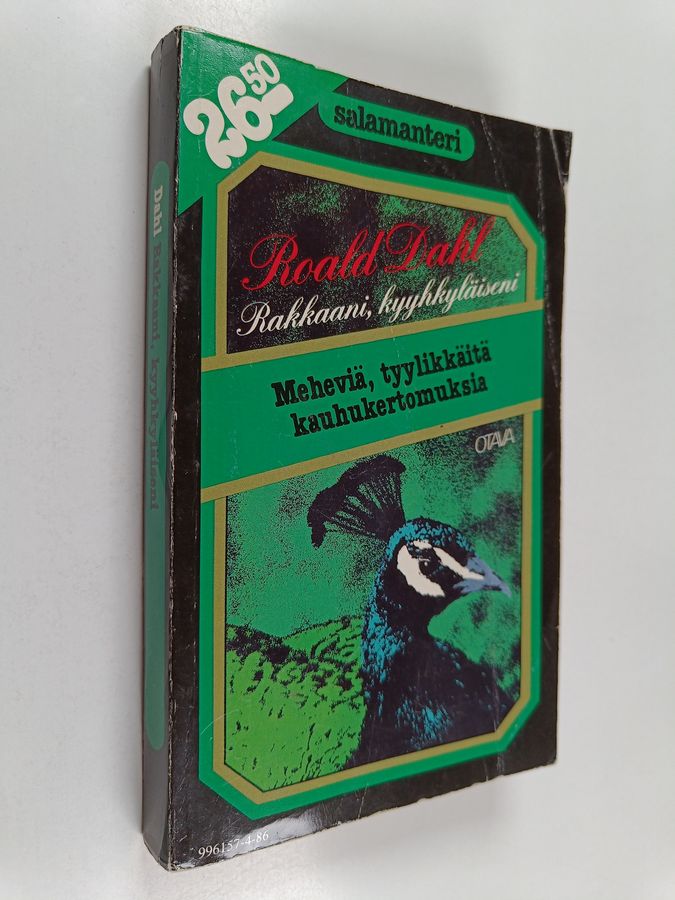 26 50
salamanteri
Roald Dahl
Rakkaani, kyyhkyläiseni
Meheviä, tyylikkäitä
kauhukertomuksia
OTAVA
996157-4-86
Dahl Rakkaani, kyyhkyläiseni